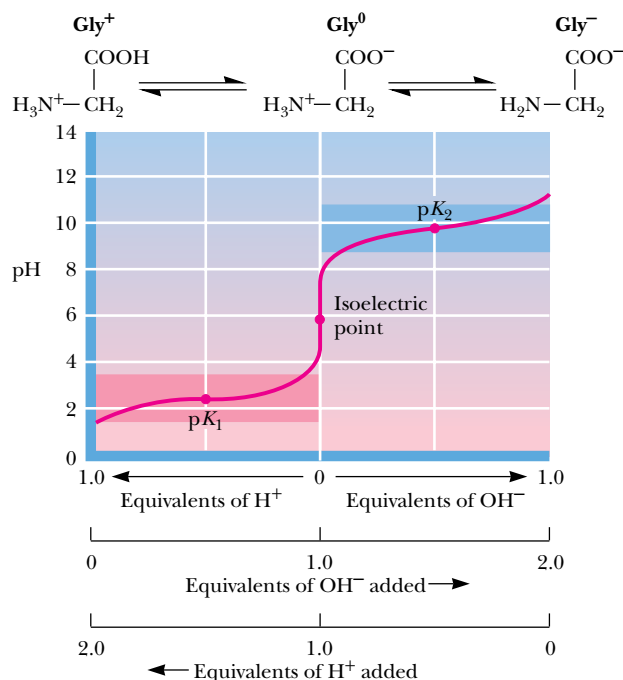 Gly⁺ Gly⁰ Gly⁻
COOH COO⁻ COO⁻
H₃N⁺—CH₂ H₃N⁺—CH₂ H₂N—CH₂
14
12
10
pK₂
8
pH
Isoelectric
6
point
4
2
pK₁
0
1.0 0 1.0
Equivalents of H⁺ Equivalents of OH⁻
0 1.0 2.0
Equivalents of OH⁻ added
2.0 1.0 0
Equivalents of H⁺ added